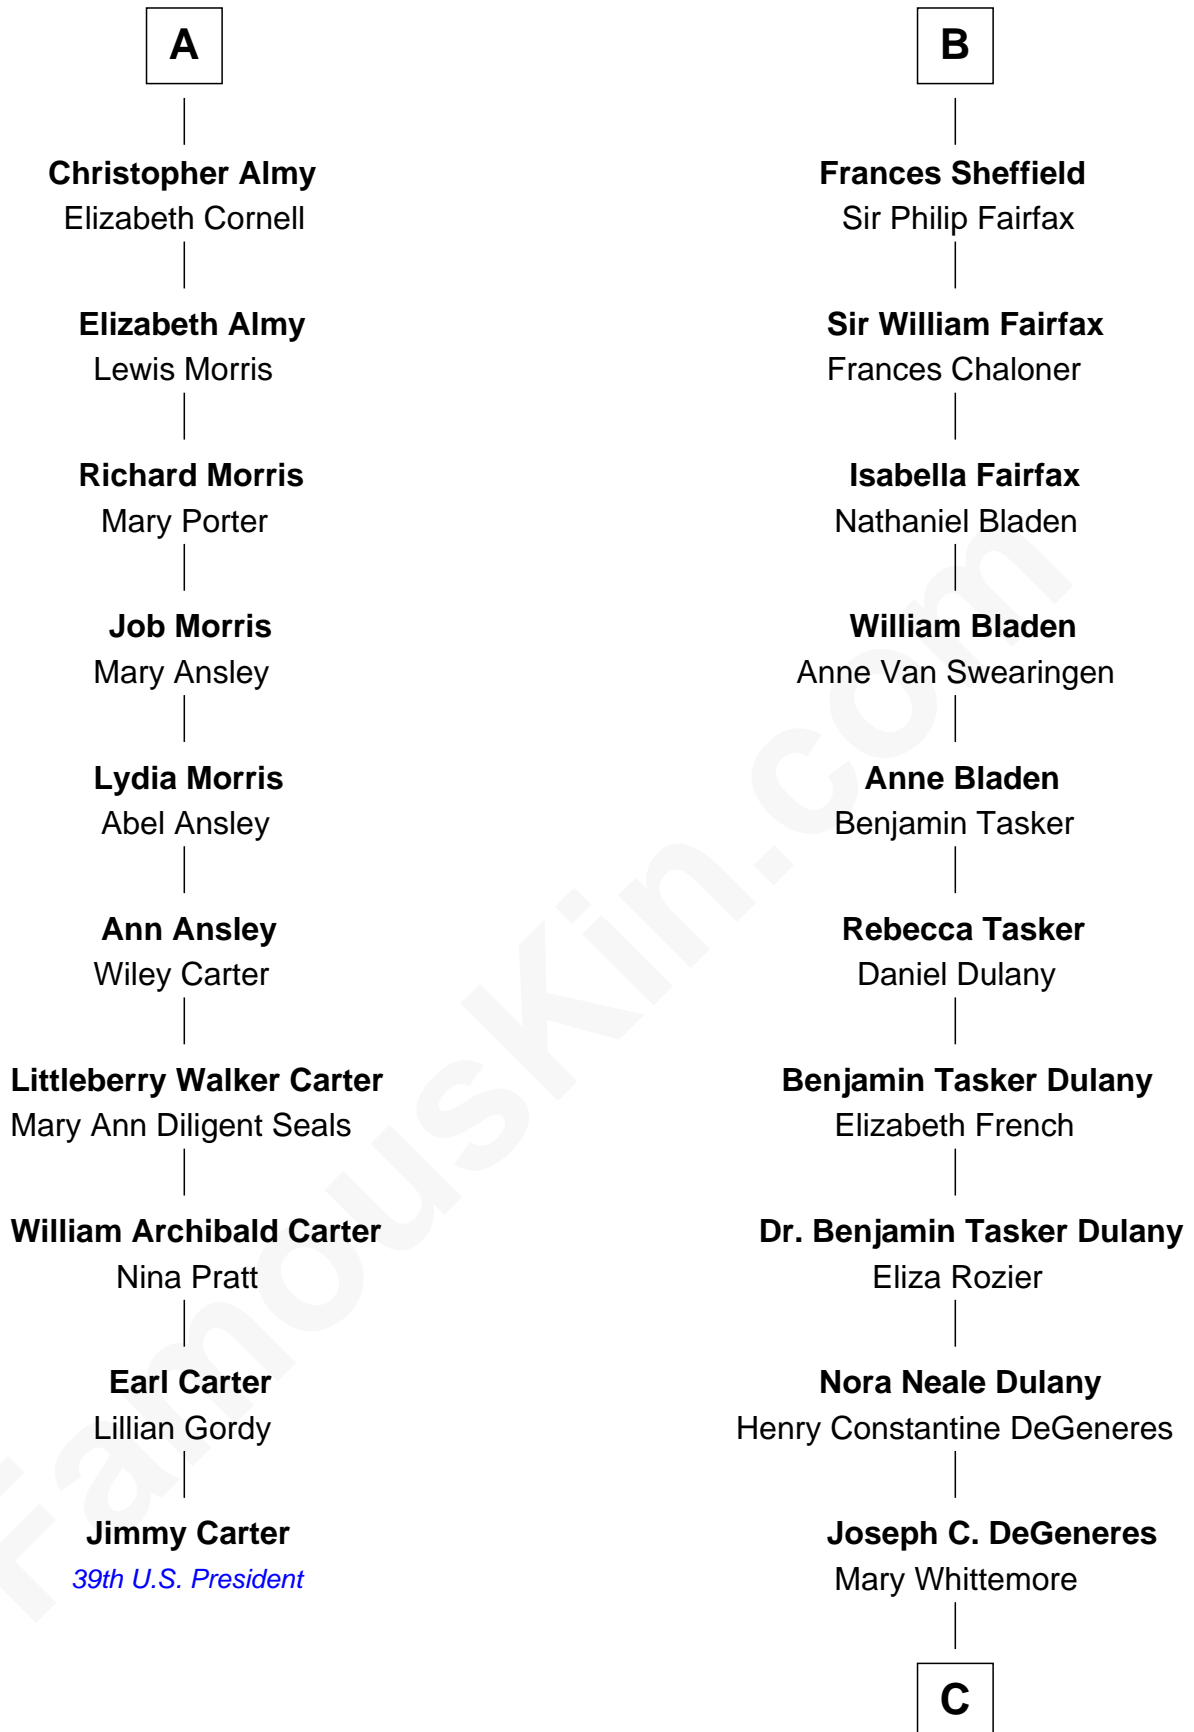 A
Christopher Almy
Elizabeth Cornell
Elizabeth Almy
Lewis Morris
Richard Morris
Mary Porter
Job Morris
Mary Ansley
Lydia Morris
Abel Ansley
Ann Ansley
Wiley Carter
Littleberry Walker Carter
Mary Ann Diligent Seals
William Archibald Carter
Nina Pratt
Earl Carter
Lillian Gordy
Jimmy Carter
39th U.S. President
B
Frances Sheffield
Sir Philip Fairfax
Sir William Fairfax
Frances Chaloner
Isabella Fairfax
Nathaniel Bladen
William Bladen
Anne Van Swearingen
Anne Bladen
Benjamin Tasker
Rebecca Tasker
Daniel Dulany
Benjamin Tasker Dulany
Elizabeth French
Dr. Benjamin Tasker Dulany
Eliza Rozier
Nora Neale Dulany
Henry Constantine DeGeneres
Joseph C. DeGeneres
Mary Whittemore
C
FamousKin.com